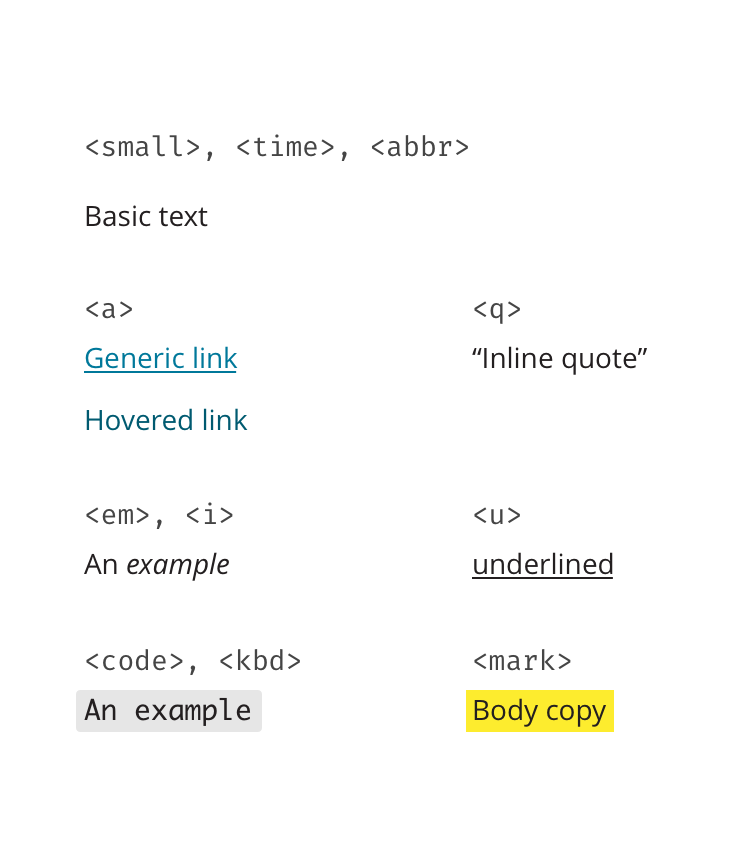 <small>, <time>, <abbr>
Basic text
<a>
Generic link
Hovered link
<q>
“Inline quote”
<em>, <i>
An example
<u>
underlined
<code>, <kbd>
An example
<mark>
Body copy